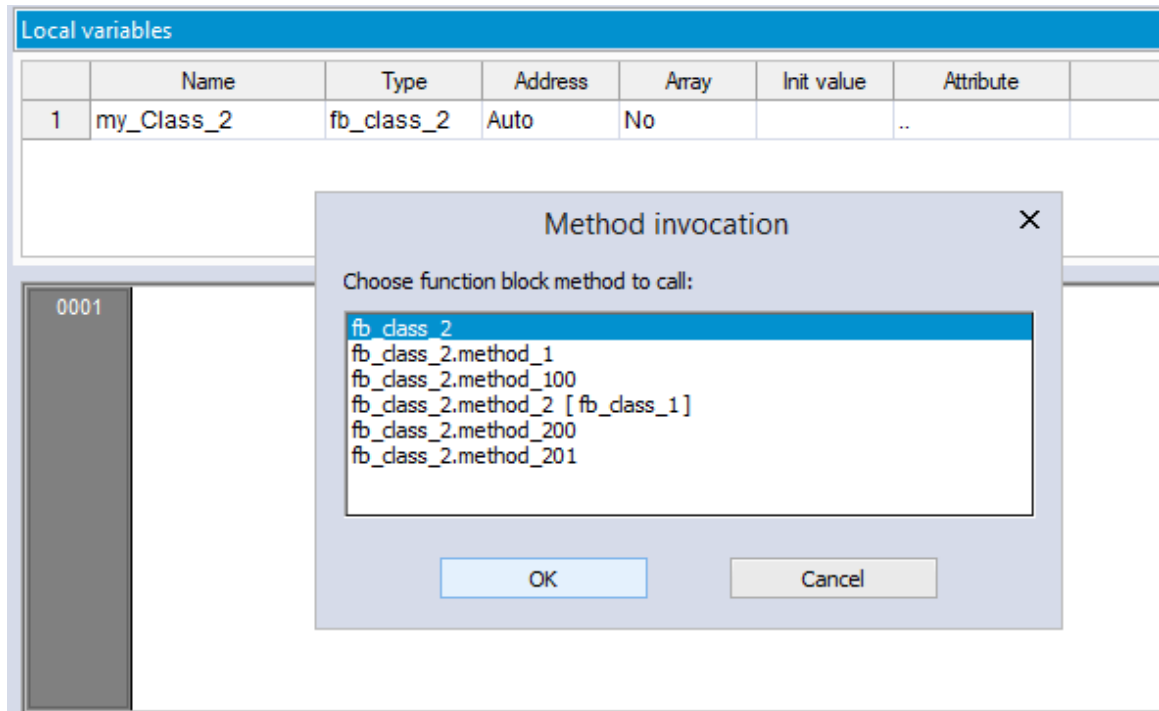 Local variables
Name Type Address Array Init value Attribute
1 my_Class_2 fb_class_2 Auto No ..
Method invocation X
Choose function block method to call:
fb_class_2
fb_class_2.method_1
fb_class_2.method_100
fb_class_2.method_2 [ fb_class_1 ]
fb_class_2.method_200
fb_class_2.method_201
OK Cancel
0001